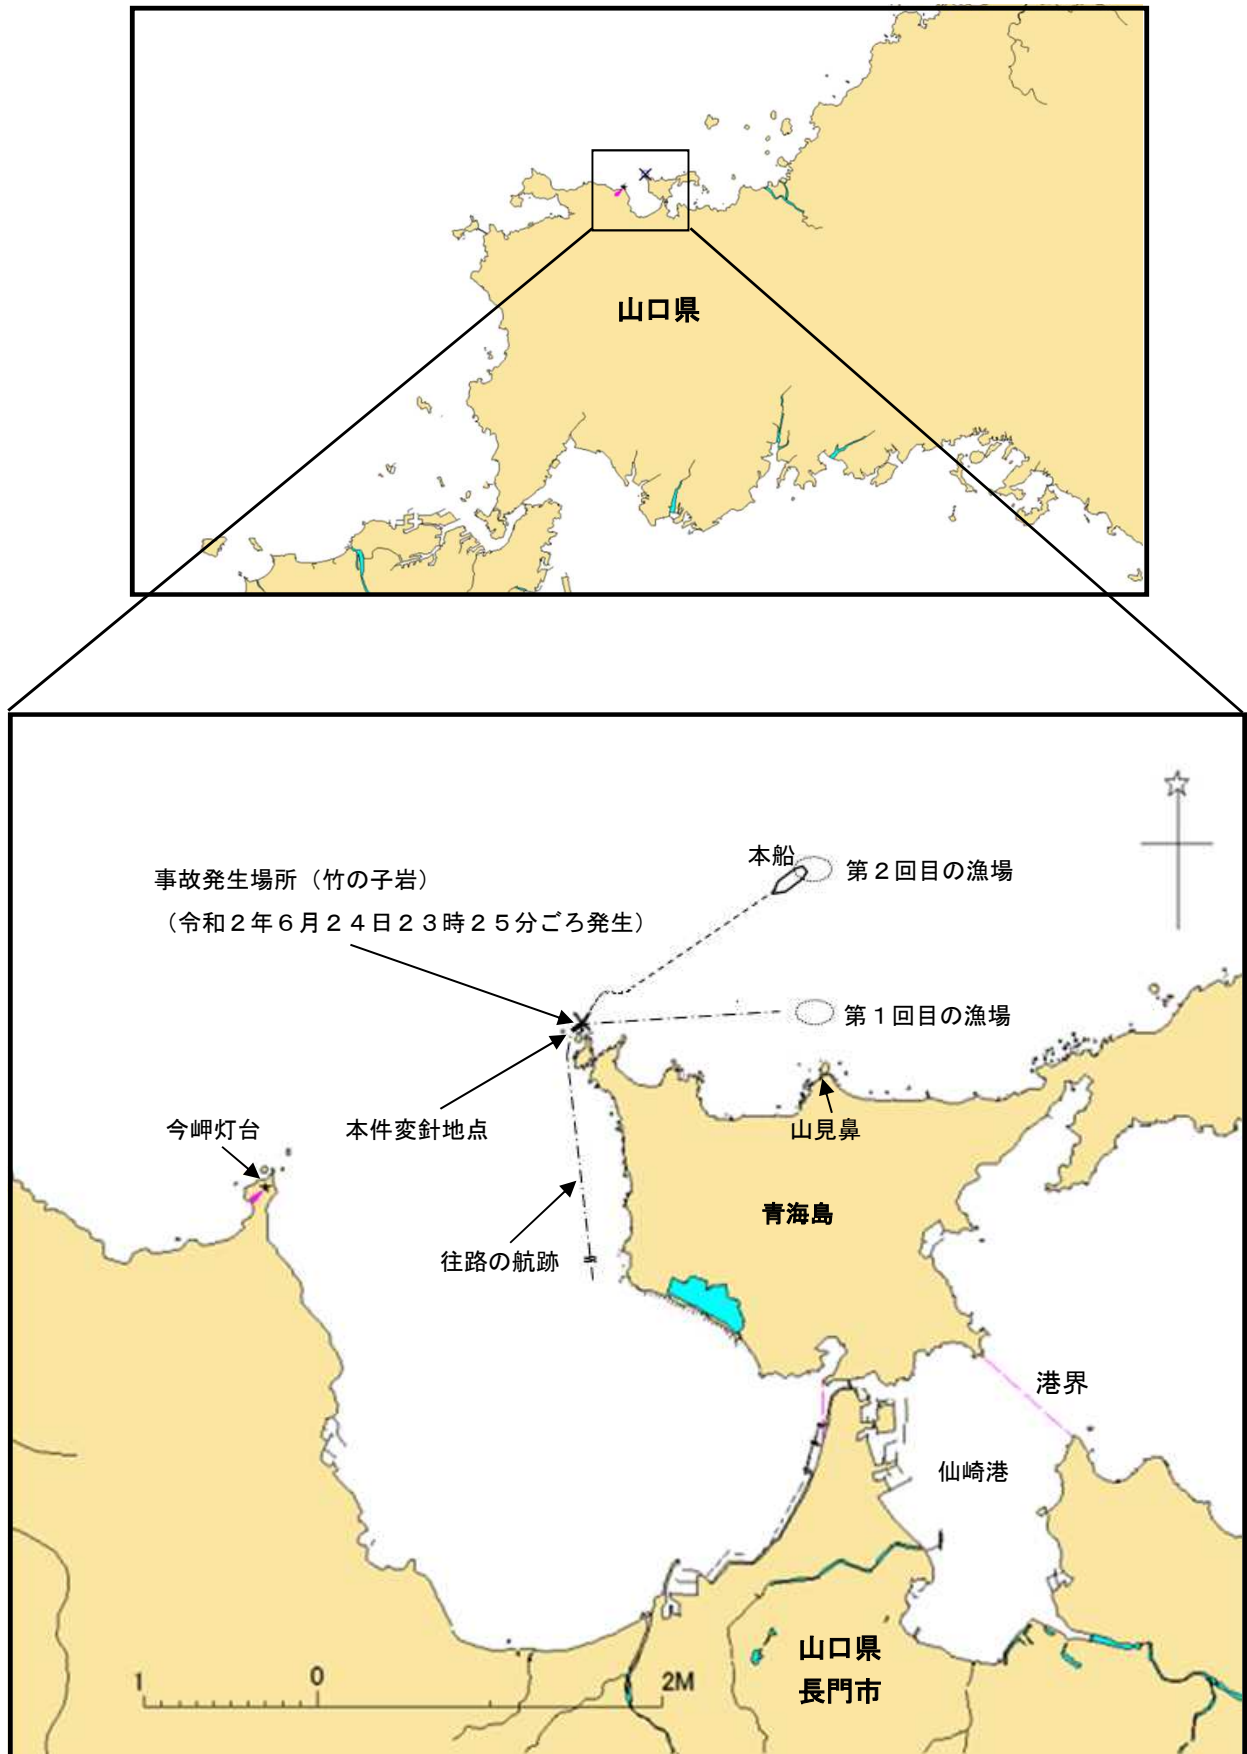 山口県
本船
第２回目の漁場
事故発生場所（竹の子岩）
（令和２年６月２４日２３時２５分ごろ発生）
第１回目の漁場
今岬灯台
本件変針地点
山見鼻
青海島
往路の航跡
港界
仙崎港
山口県
長門市
1 0 2M